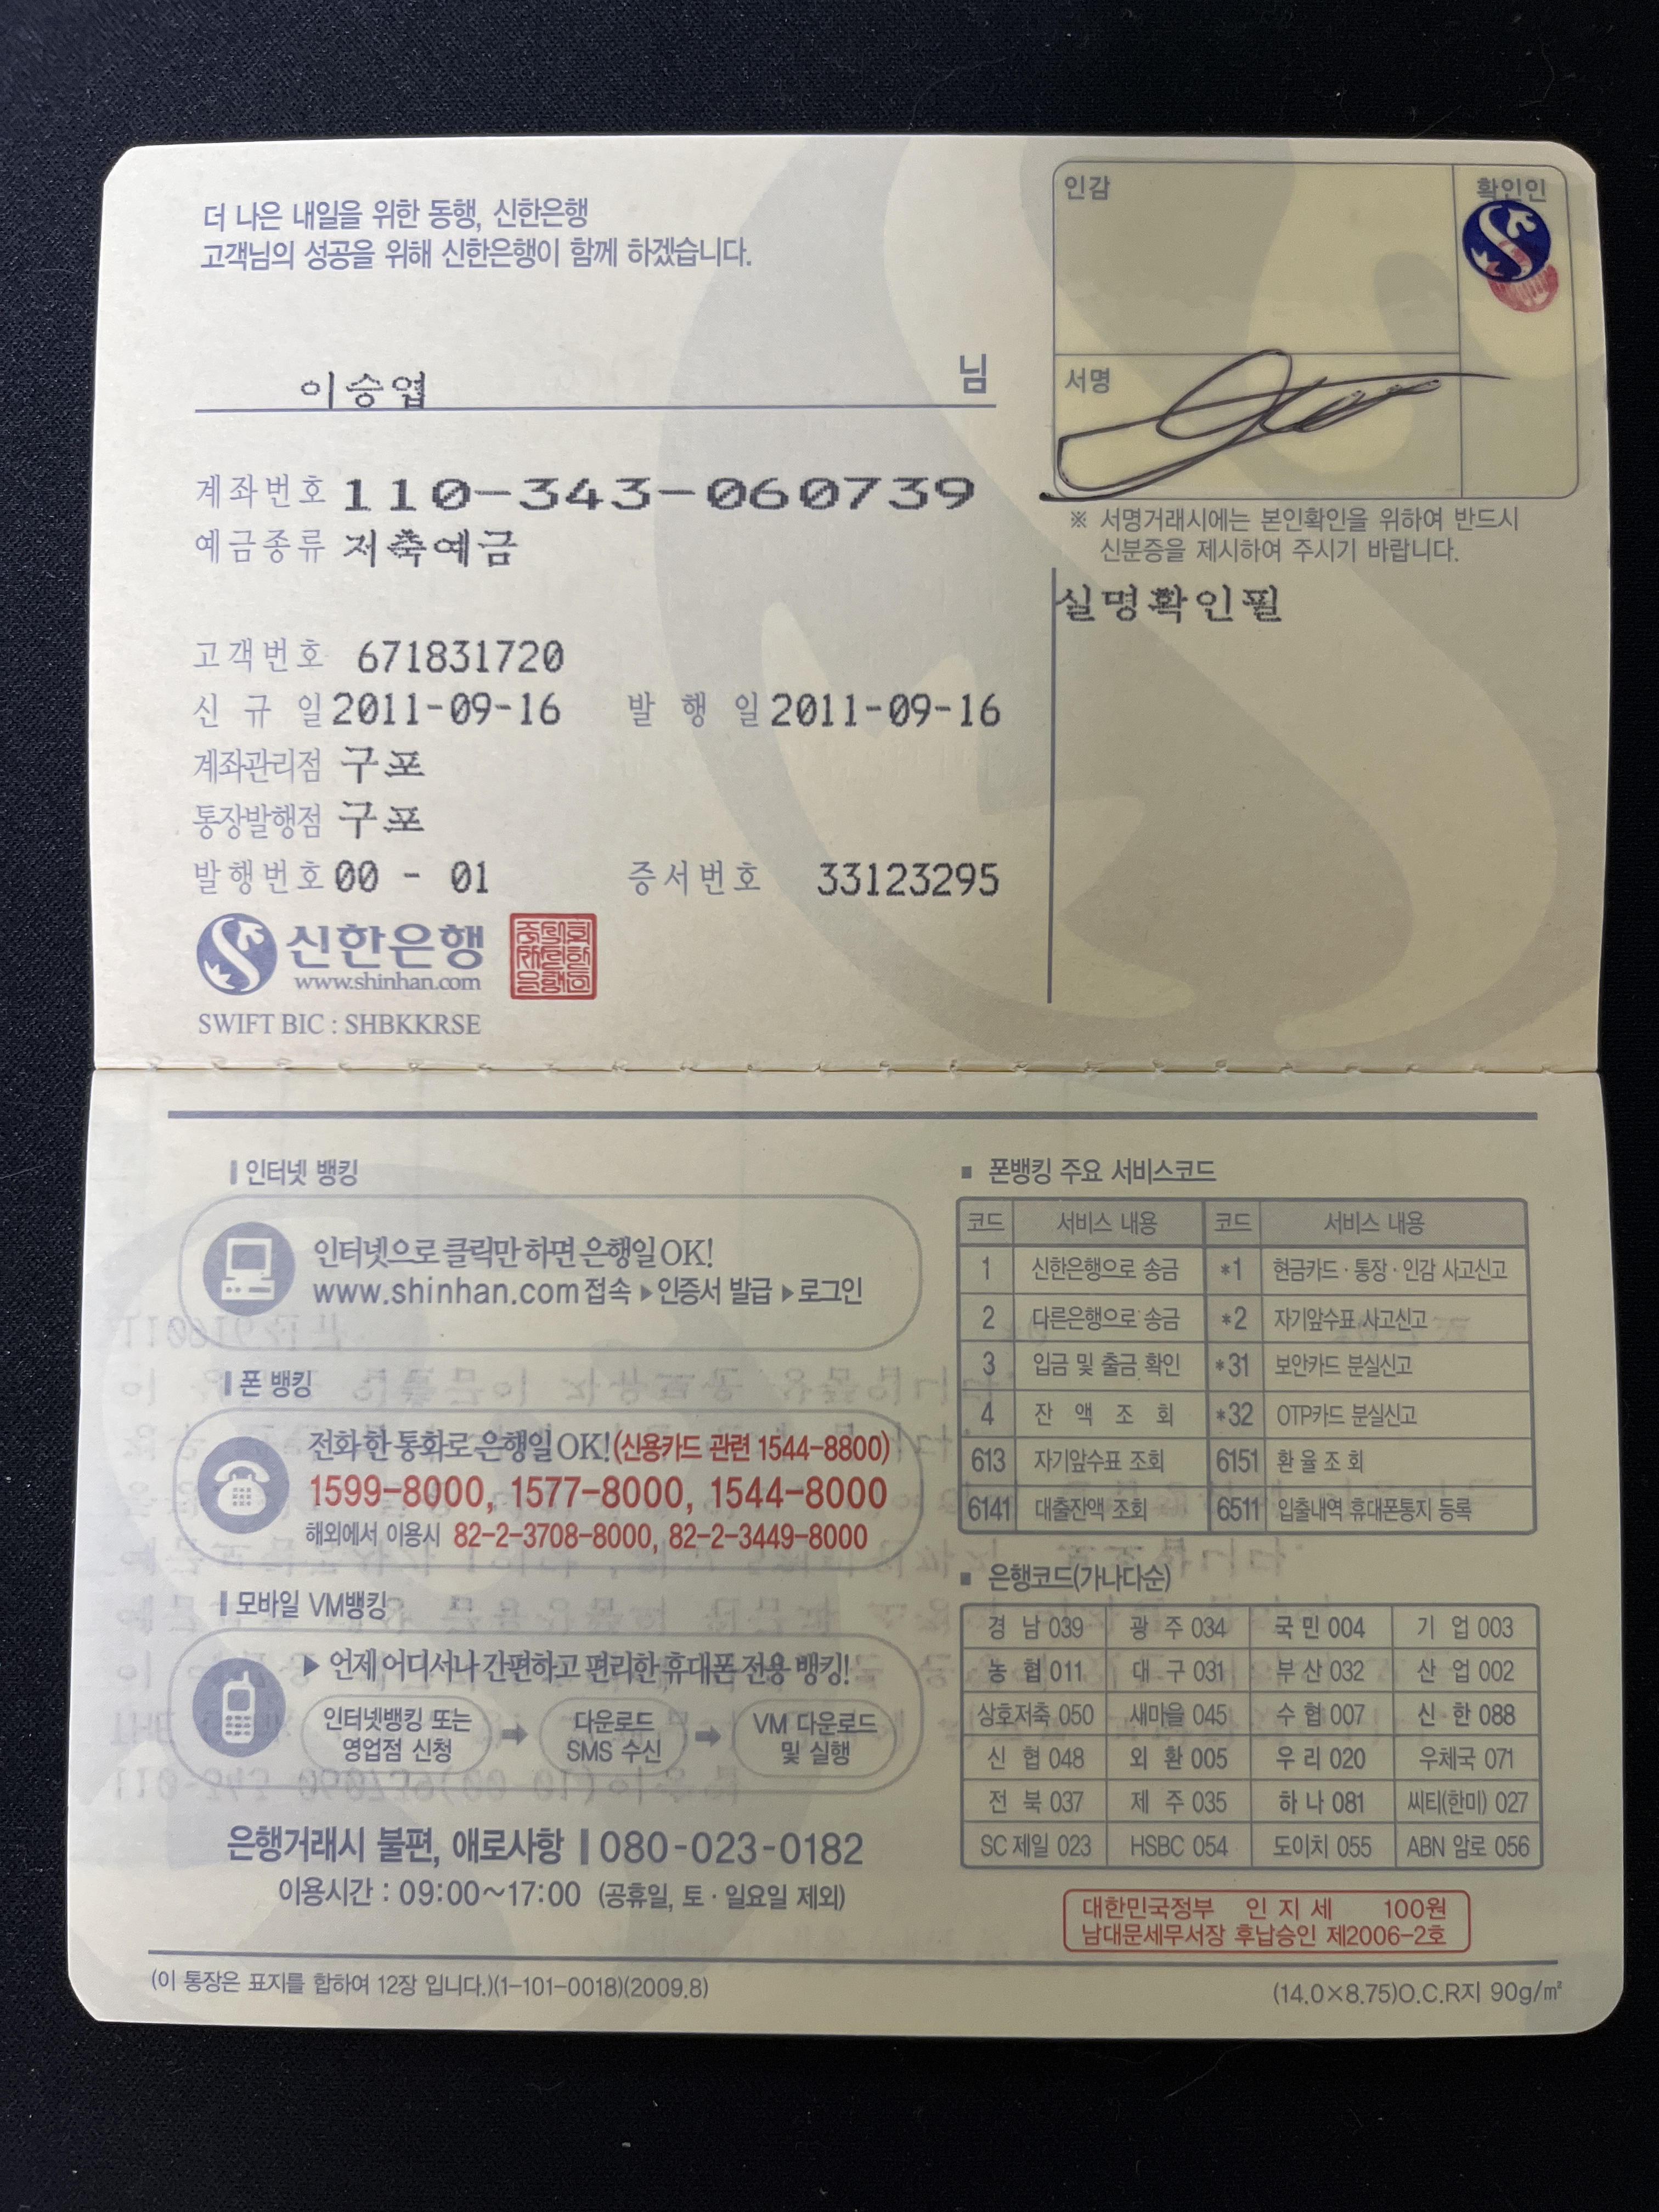 더 나은 내일을 위한 동행, 신한은행
고객님의 성공을 위해 신한은행이 함께 하겠습니다.
이승엽 님
계좌번호 110-343-060739
예금종류 저축예금
고객번호 671831720
신 규 일 2011-09-16 발 행 일 2011-09-16
계좌관리점 구포
통장발행점 구포
발행번호 00 - 01 증서번호 33123295
신한은행
www.shinhan.com
SWIFT BIC : SHBKKRSE
인감 확인인
서명
※ 서명거래시에는 본인확인을 위하여 반드시
신분증을 제시하여 주시기 바랍니다.
실명확인필
인터넷 뱅킹
인터넷으로 클릭만 하면 은행일 OK!
www.shinhan.com 접속 ▶ 인증서 발급 ▶ 로그인
폰 뱅킹
전화 한 통화로 은행일 OK! (신용카드 관련 1544-8800)
1599-8000, 1577-8000, 1544-8000
해외에서 이용시 82-2-3708-8000, 82-2-3449-8000
모바일 VM뱅킹
▶ 언제 어디서나 간편하고 편리한 휴대폰 전용 뱅킹!
인터넷뱅킹 또는 영업점 신청 ➡ 다운로드 SMS 수신 ➡ VM 다운로드 및 실행
은행거래시 불편, 애로사항 | 080-023-0182
이용시간 : 09:00~17:00 (공휴일, 토 · 일요일 제외)
■ 폰뱅킹 주요 서비스코드
코드 서비스 내용 코드 서비스 내용
1 신한은행으로 송금 *1 현금카드 · 통장 · 인감 사고신고
2 다른은행으로 송금 *2 자기앞수표 사고신고
3 입금 및 출금 확인 *31 보안카드 분실신고
4 잔 액 조 회 *32 OTP카드 분실신고
613 자기앞수표 조회 6151 환 율 조 회
6141 대출잔액 조회 6511 입출내역 휴대폰통지 등록
■ 은행코드(가나다순)
경 남 039 광 주 034 국 민 004 기 업 003
농 협 011 대 구 031 부 산 032 산 업 002
상호저축 050 새마을 045 수 협 007 신 한 088
신 협 048 외 환 005 우 리 020 우체국 071
전 북 037 제 주 035 하 나 081 씨티(한미) 027
SC 제일 023 HSBC 054 도이치 055 ABN 암로 056
대한민국정부 인 지 세 100원
남대문세무서장 후납승인 제2006-2호
(이 통장은 표지를 합하여 12장 입니다.)(1-101-0018)(2009.8)
(14.0×8.75)O.C.R지 90g/㎡